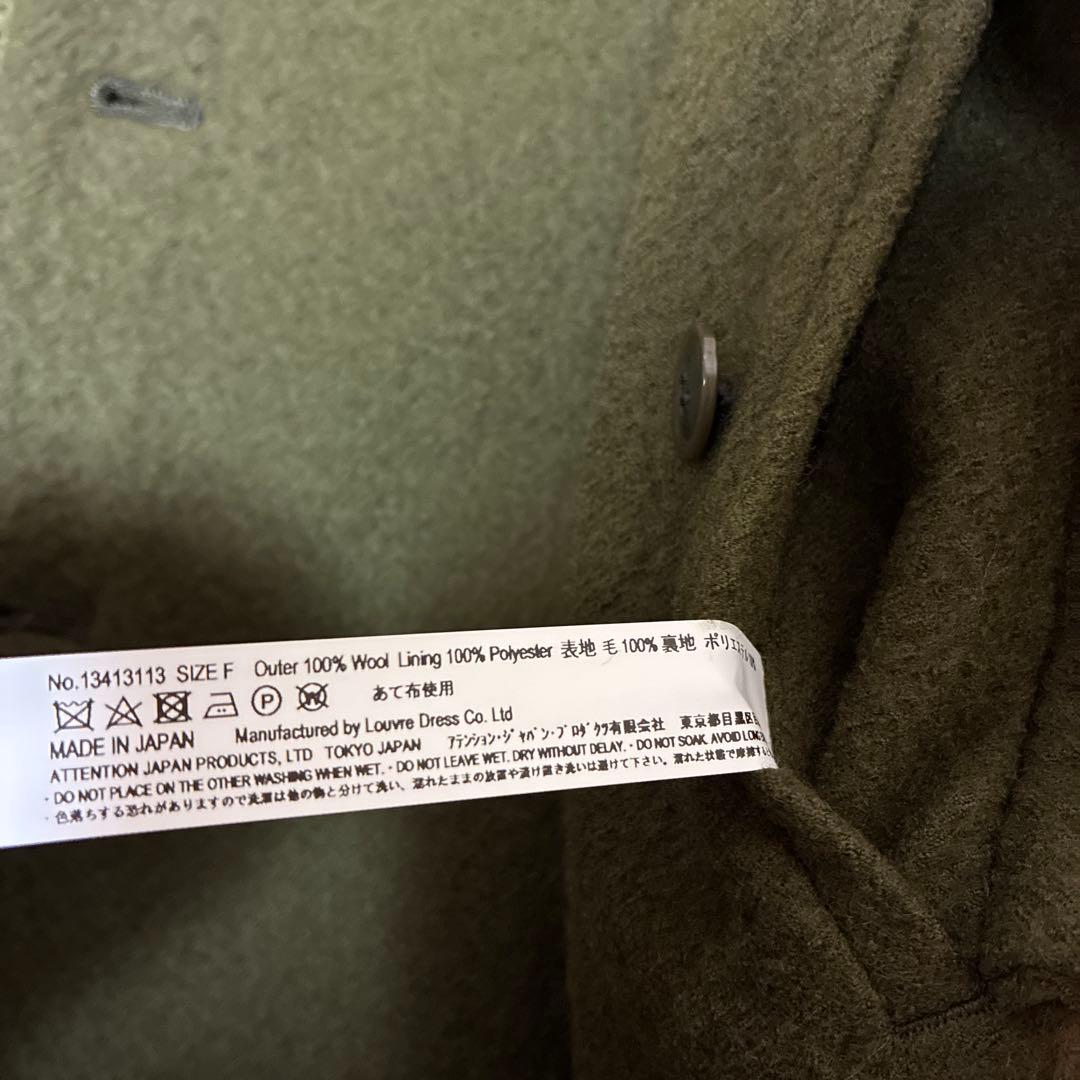 No.13413113 SIZE F Outer 100% Wool Lining 100% Polyester 表地 毛 100% 裏地 ポリエステル
P W あて布使用
MADE IN JAPAN Manufactured by Louvre Dress Co. Ltd
ATTENTION JAPAN PRODUCTS, LTD TOKYO JAPAN ｱﾃﾝｼｮﾝ･ｼﾞｬﾊﾟﾝ･ﾌﾟﾛﾀﾞｸﾂ有限会社 東京都目黒区
・DO NOT PLACE ON THE OTHER WASHING WHEN WET.・DO NOT LEAVE WET. DRY WITHOUT DELAY.・DO NOT SOAK. AVOID
・色落ちする恐れがありますので洗濯は他の物と分けて洗い、濡れたままの放置や漬け置き洗いは避けて下さい。濡れた状態で摩擦する